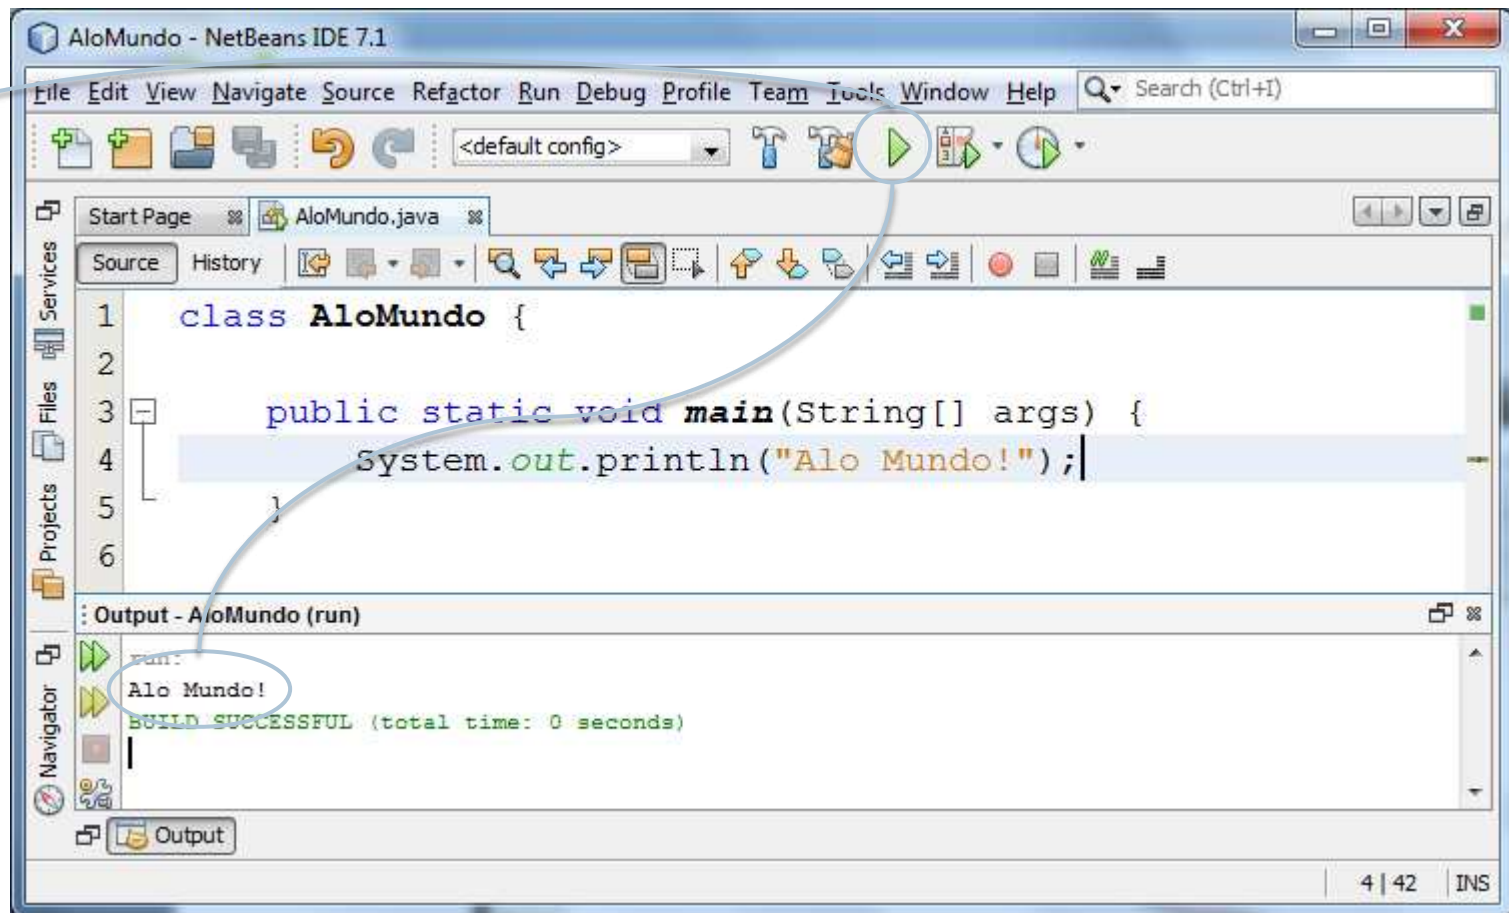 AloMundo - NetBeans IDE 7.1
File Edit View Navigate Source Refactor Run Debug Profile Team Tools Window Help Search (Ctrl+I)
<default config>
Start Page AloMundo.java
Source History
Services
Files
Projects
1 class AloMundo {
2
3 public static void main(String[] args) {
4 System.out.println("Alo Mundo!");
5 }
6
Output - AloMundo (run)
Navigator
run:
Alo Mundo!
BUILD SUCCESSFUL (total time: 0 seconds)
Output
4 | 42 INS